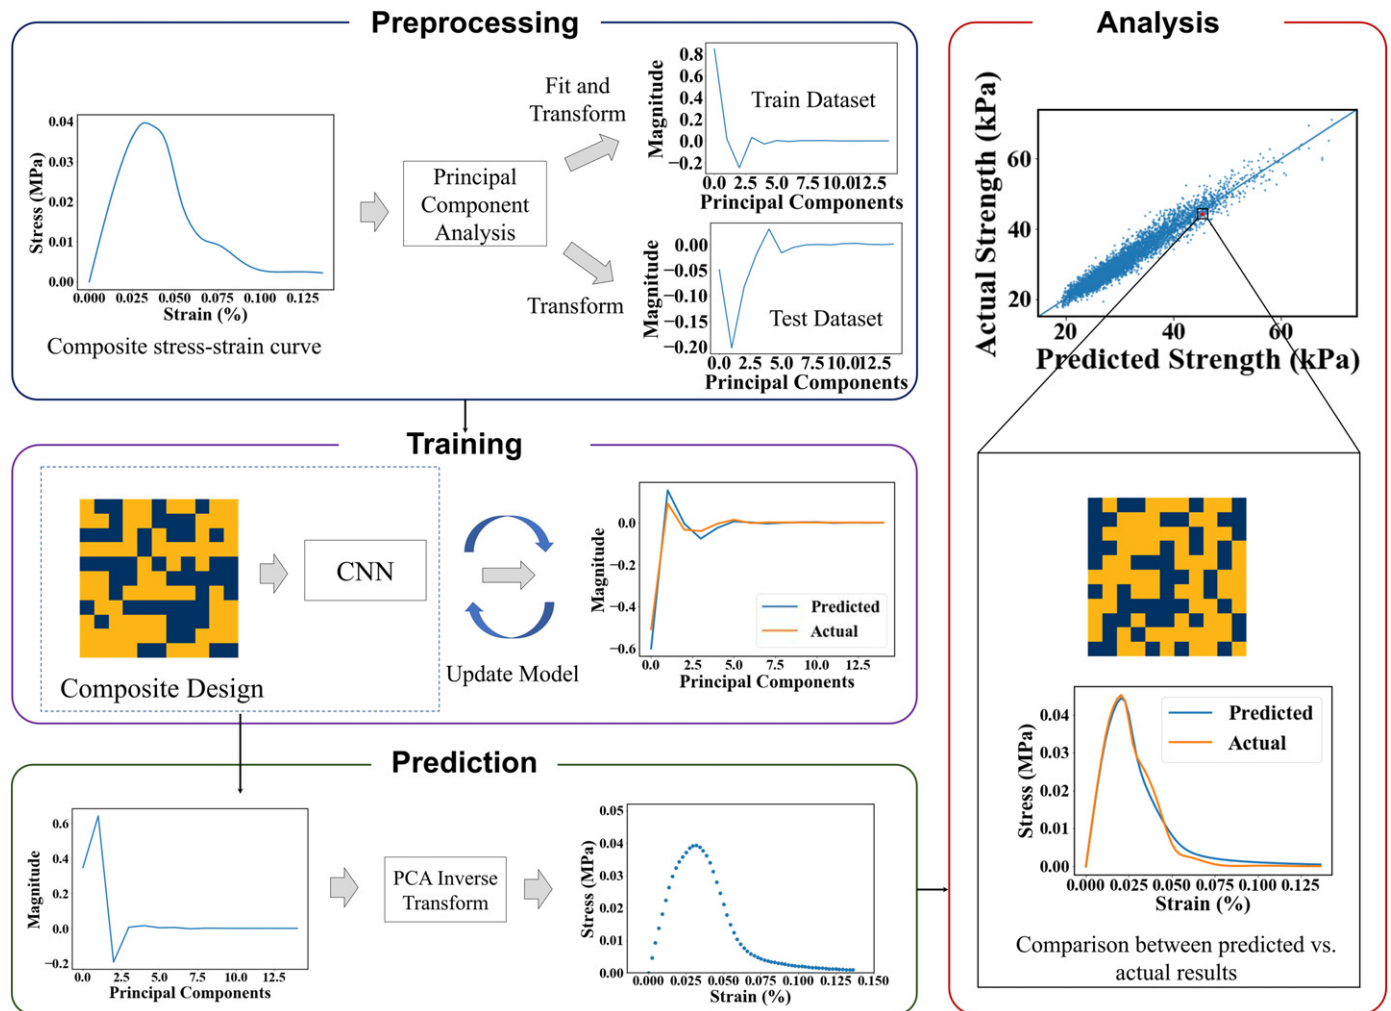 Preprocessing
Stress (MPa)
0.04
0.03
0.02
0.01
0.00
0.000 0.025 0.050 0.075 0.100 0.125
Strain (%)
Composite stress-strain curve
Principal
Component
Analysis
Fit and
Transform
Transform
Magnitude
0.8
0.6
0.4
0.2
0.0
−0.2
Train Dataset
0.0 2.5 5.0 7.5 10.0 12.5
Principal Components
Magnitude
0.00
−0.05
−0.10
−0.15
−0.20
Test Dataset
0.0 2.5 5.0 7.5 10.0 12.5
Principal Components
Training
Composite Design
CNN
Update Model
Magnitude
0.0
−0.2
−0.4
−0.6
Predicted
Actual
0.0 2.5 5.0 7.5 10.0 12.5
Principal Components
Prediction
Magnitude
0.6
0.4
0.2
0.0
−0.2
0.0 2.5 5.0 7.5 10.0 12.5
Principal Components
PCA Inverse
Transform
Stress (MPa)
0.05
0.04
0.03
0.02
0.01
0.00
0.000 0.025 0.050 0.075 0.100 0.125 0.150
Strain (%)
Analysis
Actual Strength (kPa)
60
40
20
20 40 60
Predicted Strength (kPa)
Stress (MPa)
0.04
0.03
0.02
0.01
0.00
Predicted
Actual
0.000 0.025 0.050 0.075 0.100 0.125
Strain (%)
Comparison between predicted vs.
actual results